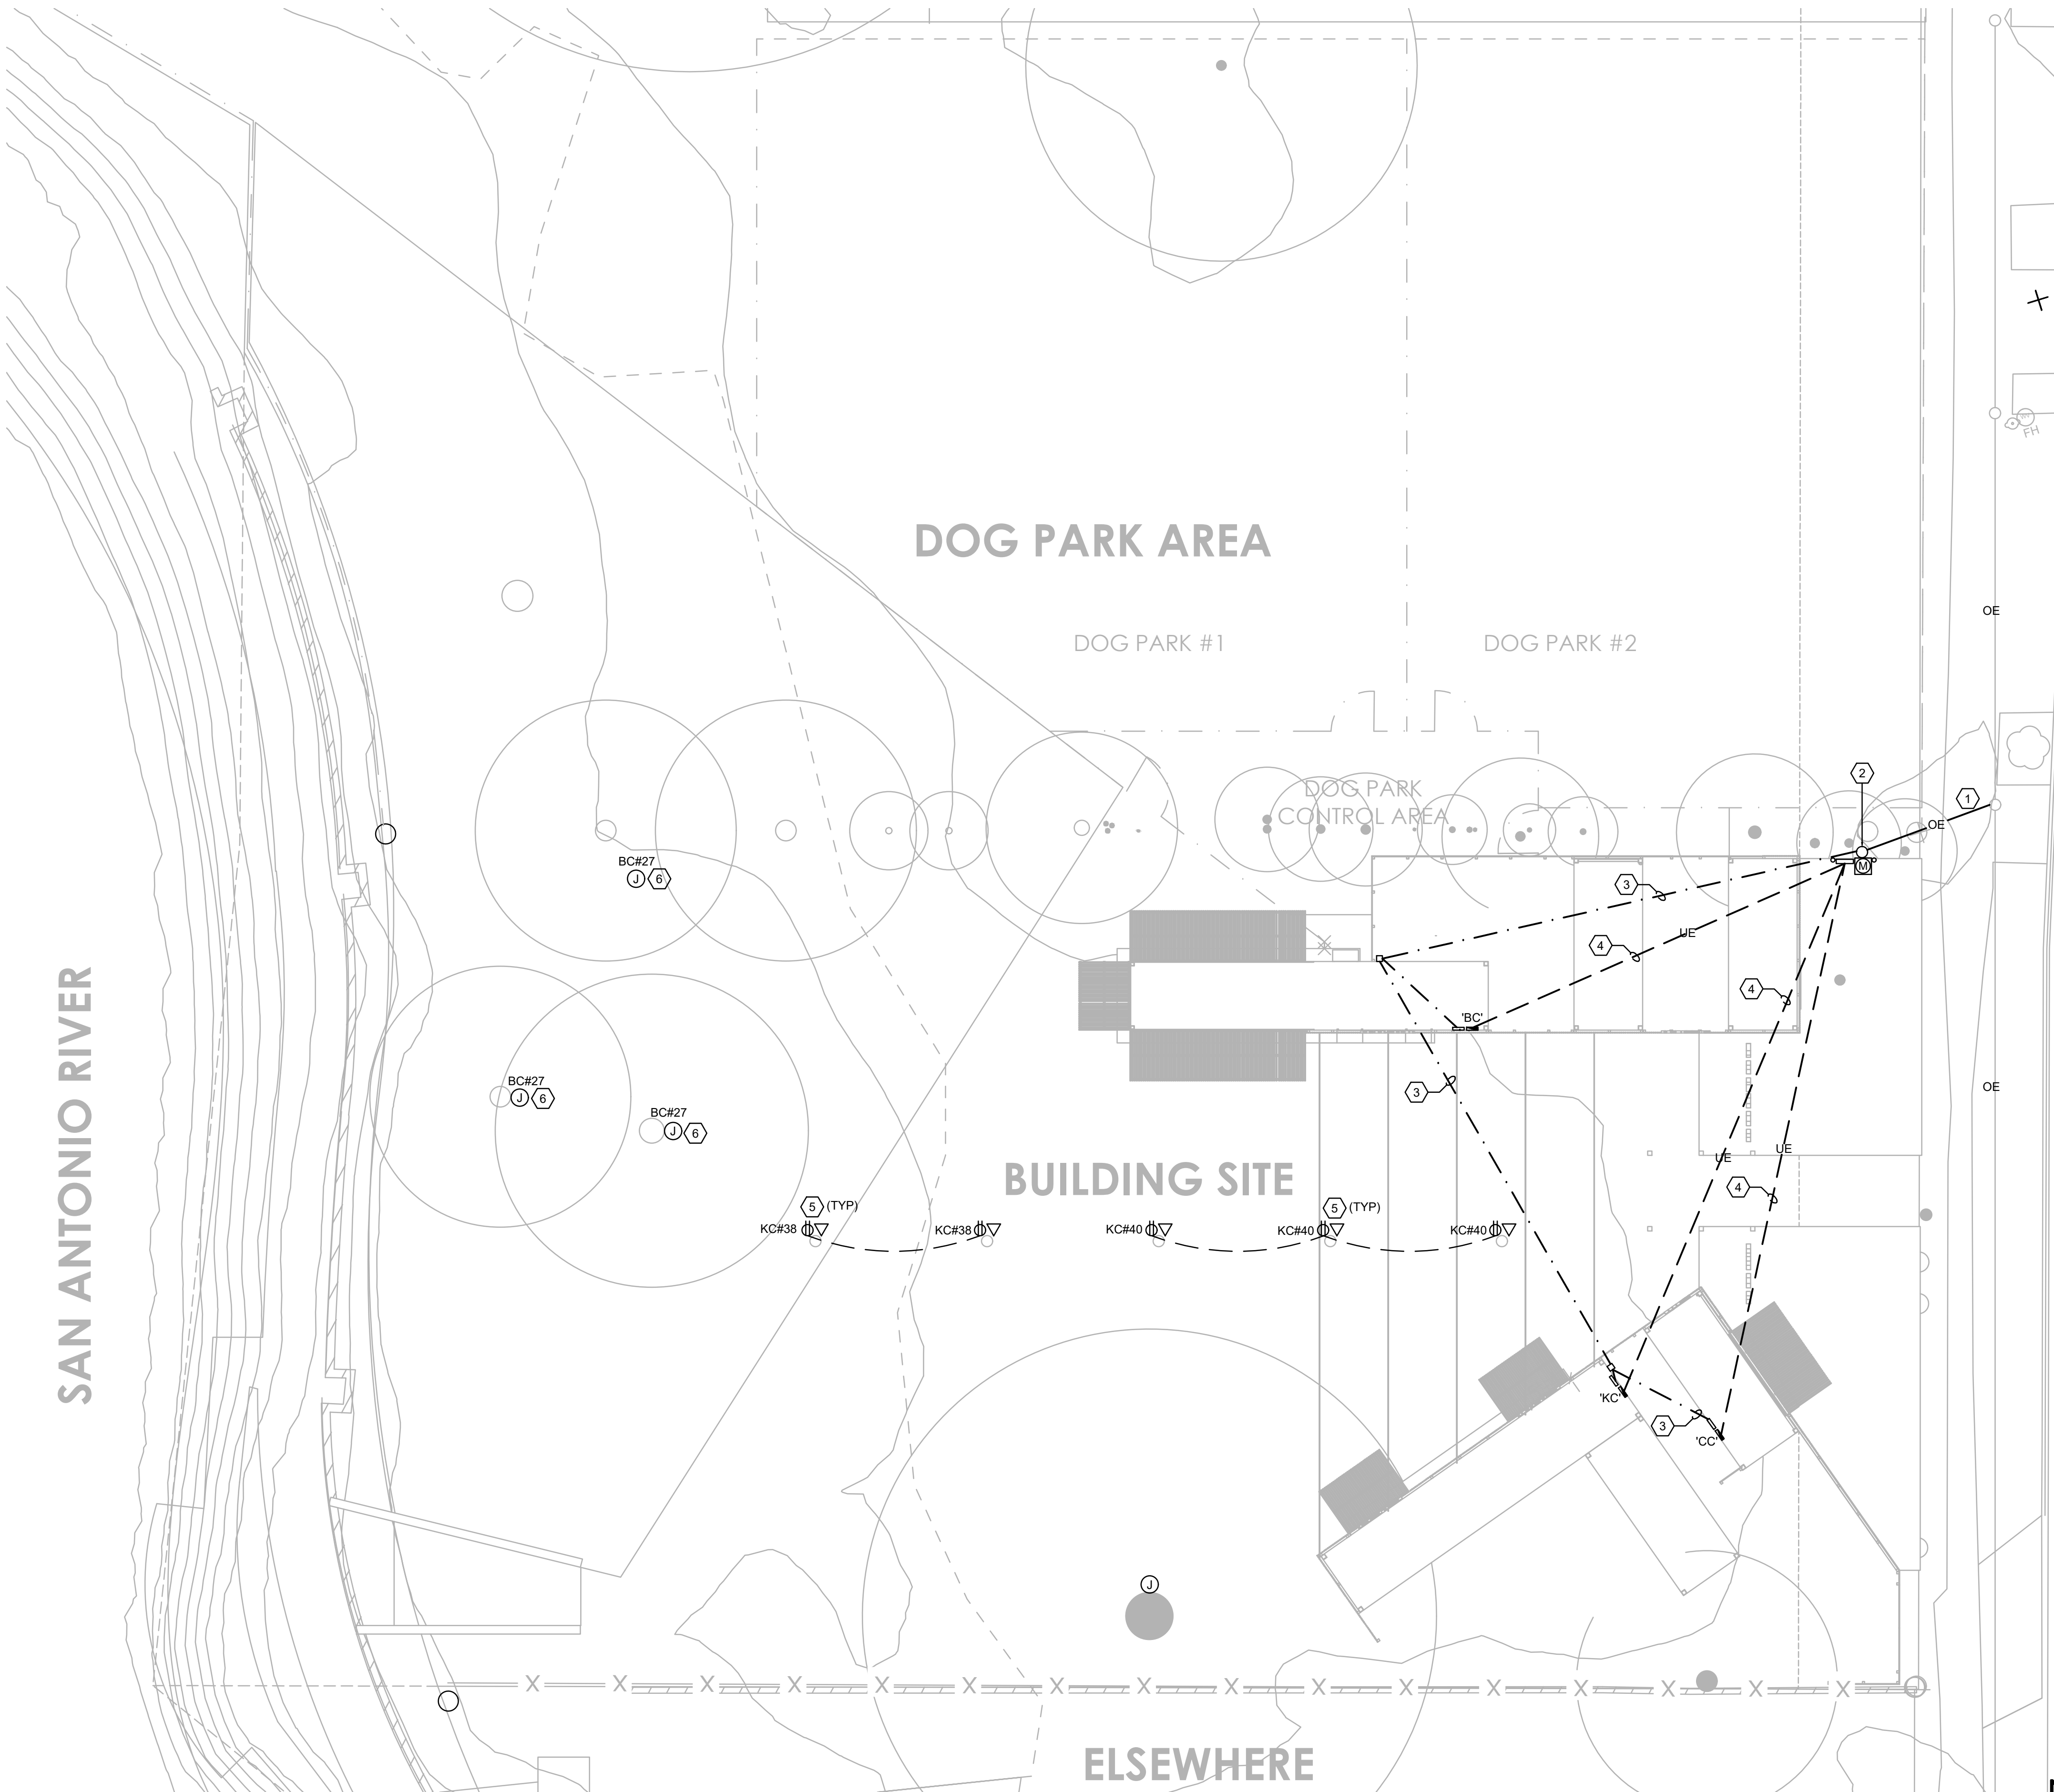 FH
DOG PARK AREA
OE
DOG PARK #1
DOG PARK #2
2
DOG PARK
CONTROL AREA
1
OE
BC#27
J
6
M
3
4
UE
4
SAN ANTONIO RIVER
'BC'
BC#27
J
6
3
OE
BC#27
J
6
UE
UE
BUILDING SITE
4
5
(TYP)
5
(TYP)
KC#38
KC#38
KC#40
KC#40
KC#40
'KC'
3
'CC'
J
X X X X X X X X X X X X X X X X
ELSEWHERE